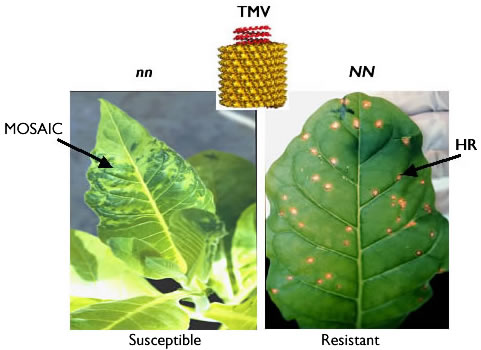 TMV
nn
NN
MOSAIC
HR
Susceptible
Resistant